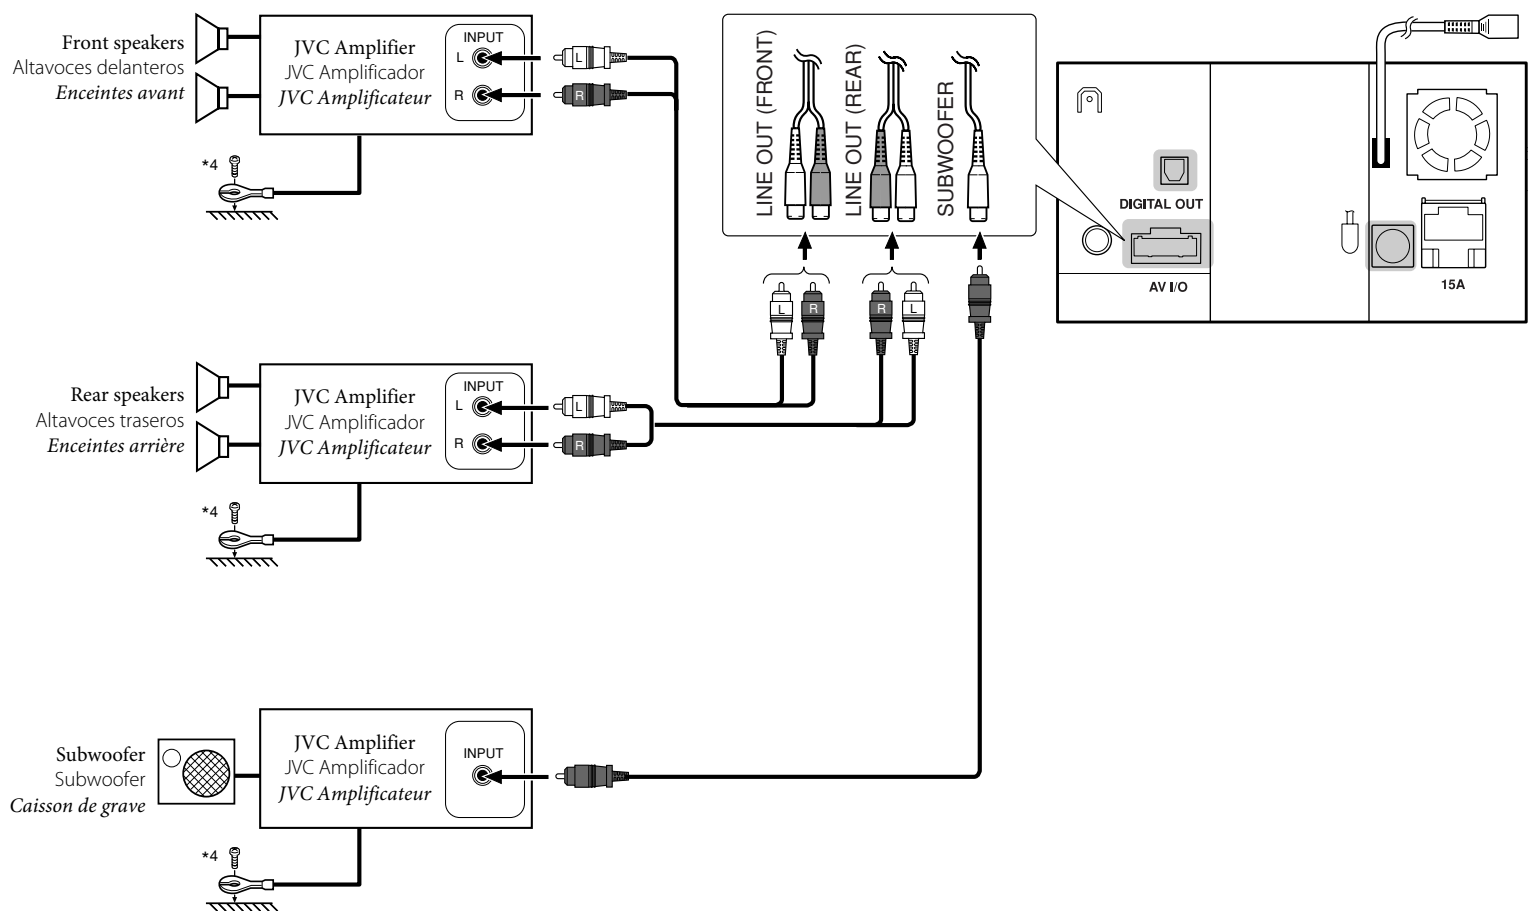 Front speakers
Altavoces delanteros
Enceintes avant
JVC Amplifier
JVC Amplificador
JVC Amplificateur
INPUT
L
R
L
R
*4
LINE OUT (FRONT)
LINE OUT (REAR)
SUBWOOFER
L
R
R
L
DIGITAL OUT
AV I/O
15A
Rear speakers
Altavoces traseros
Enceintes arrière
JVC Amplifier
JVC Amplificador
JVC Amplificateur
INPUT
L
R
L
R
*4
Subwoofer
Subwoofer
Caisson de grave
JVC Amplifier
JVC Amplificador
JVC Amplificateur
INPUT
*4